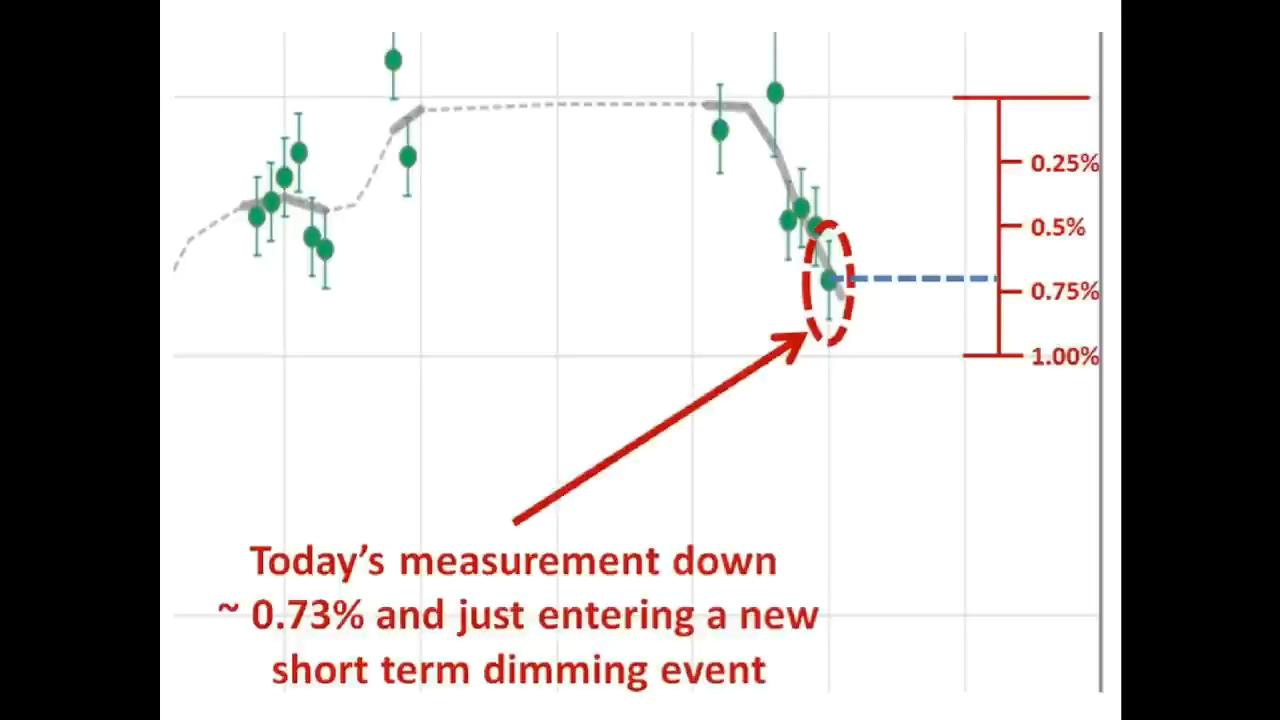 0.25%
0.5%
0.75%
1.00%
Today's measurement down
~ 0.73% and just entering a new
short term dimming event